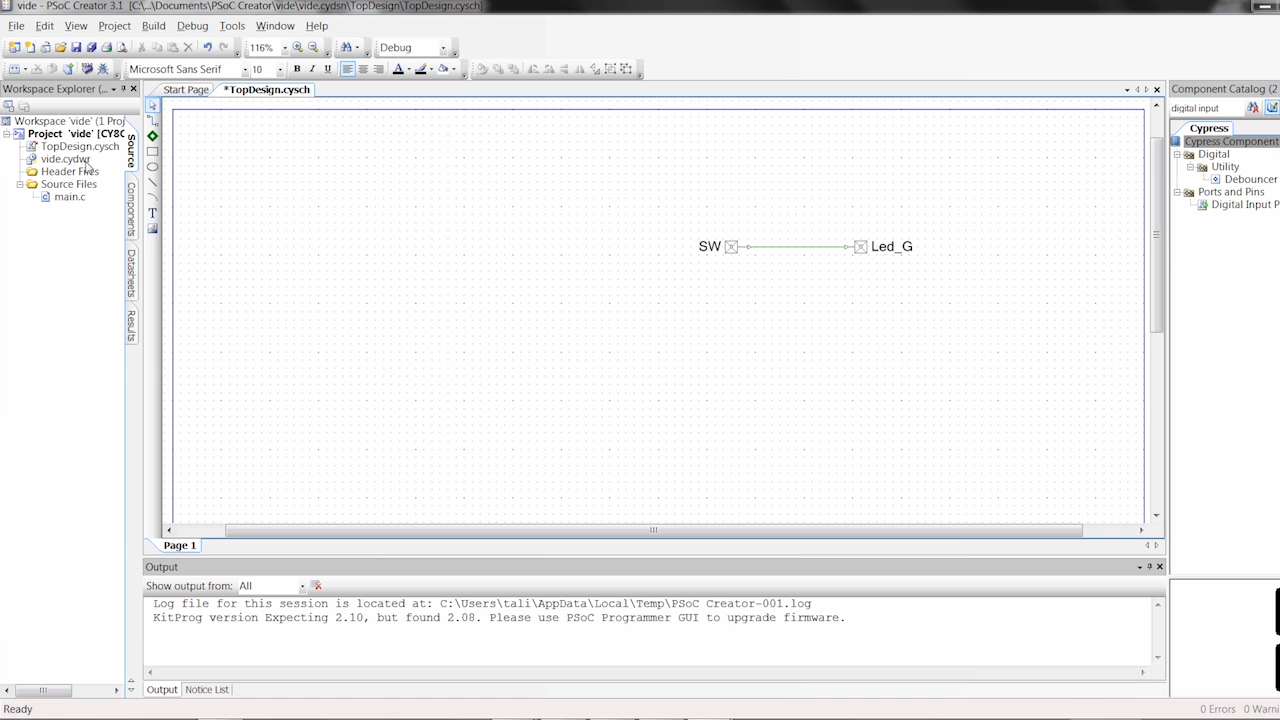 vide - PSoC Creator 3.1 [C:\...\Documents\PSoC Creator\vide\vide.cydsn\TopDesign\TopDesign.cysch]
File Edit View Project Build Debug Tools Window Help
116% Debug
Microsoft Sans Serif 10 B I U A
Workspace Explorer (...
Start Page *TopDesign.cysch
Component Catalog (2
digital input
Workspace 'vide' (1 Proj
Project 'vide' [CY8C
TopDesign.cysch
vide.cydwr
Header Files
Source Files
main.c
Source
Components
Datasheets
Results
T
SW
Led_G
Cypress
Cypress Component
Digital
Utility
Debouncer
Ports and Pins
Digital Input P
Page 1
Output
Show output from: All
Log file for this session is located at: C:\Users\tali\AppData\Local\Temp\PSoC Creator-001.log
KitProg version Expecting 2.10, but found 2.08. Please use PSoC Programmer GUI to upgrade firmware.
Output Notice List
Ready
0 Errors 0 Warni